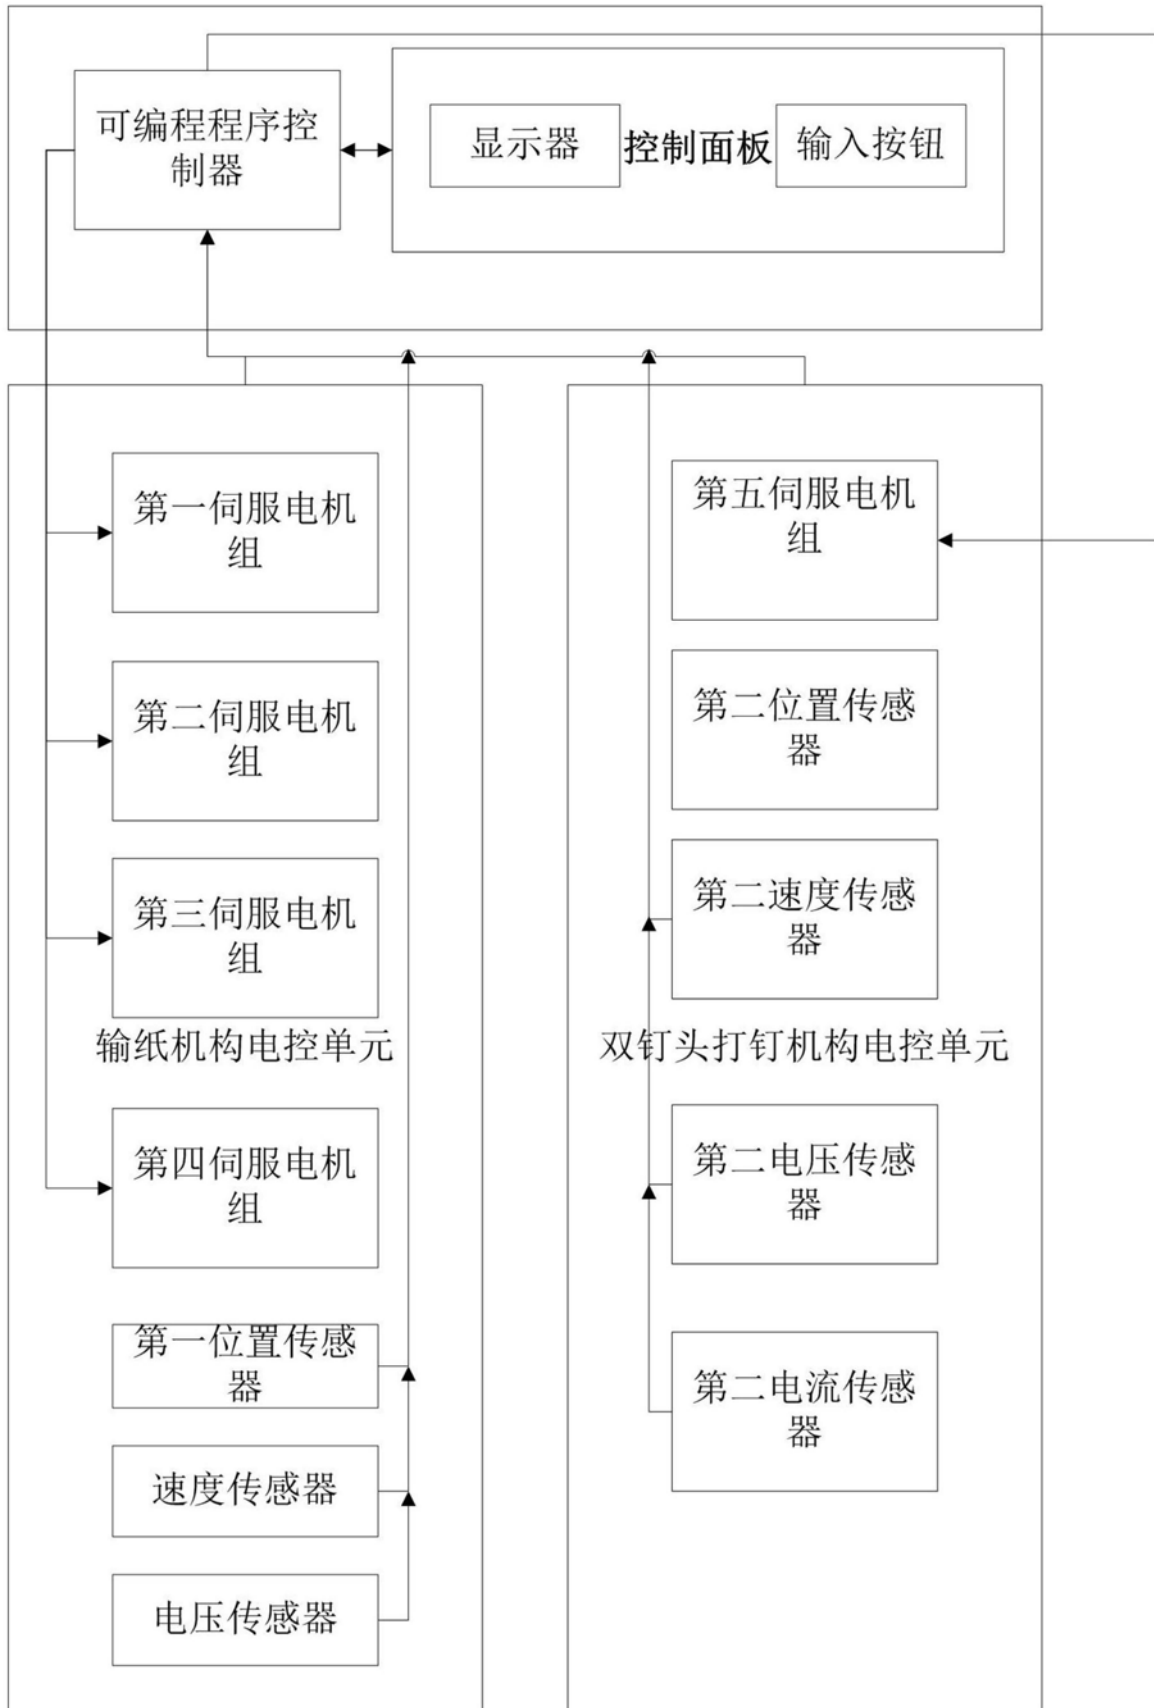 可编程程序控
制器
显示器
控制面板
输入按钮
第一伺服电机
组
第二伺服电机
组
第三伺服电机
组
输纸机构电控单元
第四伺服电机
组
第一位置传感
器
速度传感器
电压传感器
第五伺服电机
组
第二位置传感
器
第二速度传感
器
双钉头打钉机构电控单元
第二电压传感
器
第二电流传感
器